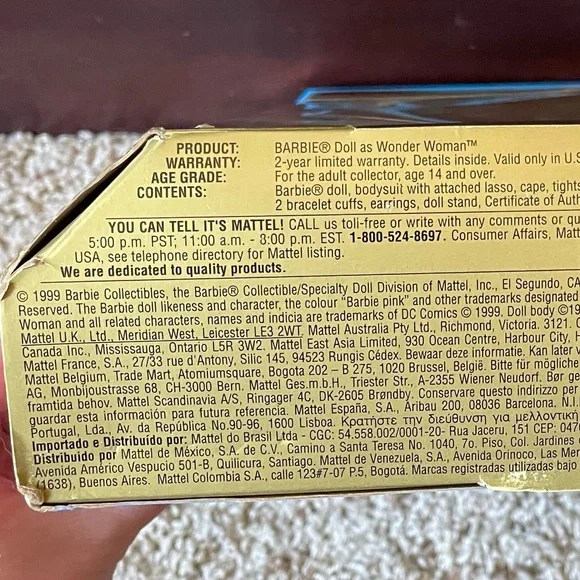 PRODUCT: BARBIE® Doll as Wonder Woman™
WARRANTY: 2-year limited warranty. Details inside. Valid only in U.S
AGE GRADE: For the adult collector, age 14 and over.
CONTENTS: Barbie® doll, bodysuit with attached lasso, cape, tights
2 bracelet cuffs, earrings, doll stand, Certificate of Auth
YOU CAN TELL IT'S MATTEL! CALL us toll-free or write with any comments or qu
5:00 p.m. PST; 11:00 a.m. - 8:00 p.m. EST. 1-800-524-8697. Consumer Affairs, Matt
USA, see telephone directory for Mattel listing.
We are dedicated to quality products.
© 1999 Barbie Collectibles, the Barbie® Collectible/Specialty Doll Division of Mattel, Inc., El Segundo, CA
Reserved. The Barbie doll likeness and character, the colour "Barbie pink" and other trademarks designated
Woman and all related characters, names and indicia are trademarks of DC Comics © 1999. Doll body ©19
Mattel U.K., Ltd., Meridian West, Leicester LE3 2WT. Mattel Australia Pty Ltd., Richmond, Victoria. 3121.
Canada Inc., Mississauga, Ontario L5R 3W2. Mattel East Asia Limited, 930 Ocean Centre, Harbour City, H
Mattel France, S.A., 27/33 rue d'Antony, Silic 145, 94523 Rungis Cédex. Bewaar deze informatie. Kan later v
Mattel Belgium, Trade Mart, Atomiumsquare, Bogota 202 – B 275, 1020 Brussel, België. Bitte für mögliche
AG, Monbijoustrasse 68, CH-3000 Bern. Mattel Ges.m.b.H., Triester Str., A-2355 Wiener Neudorf. Bør g
framtida behov. Mattel Scandinavia A/S, Ringager 4C, DK-2605 Brøndby. Conservar
guardar esta información para futura referencia. Mattel España, S.A., Aribau 200, 08036 Barcelona. N.I.
Portugal, Lda., Av. da República No.90-96, 1600 Lisboa. Κρατήστε την διεύθυνση για μελλοντική
Importado e Distribuido por: Mattel do Brasil Ltda - CGC: 54.558.002/0001-20- Rua Jaceru, 151 CEP: 047
Distribuido por Mattel de México, S.A. de C.V., Camino a Santa Teresa No. 1040, 7o. Piso, Col. Jardines
Avenida Américo Vespucio 501-B, Quilicura, Santiago. Mattel de Venezuela, S.A., Avenida Orinoco, Las Mer
(1638), Buenos Aires. Mattel Colombia S.A., calle 123#7-07 P.5, Bogotá. Marcas registradas utilizadas bajo